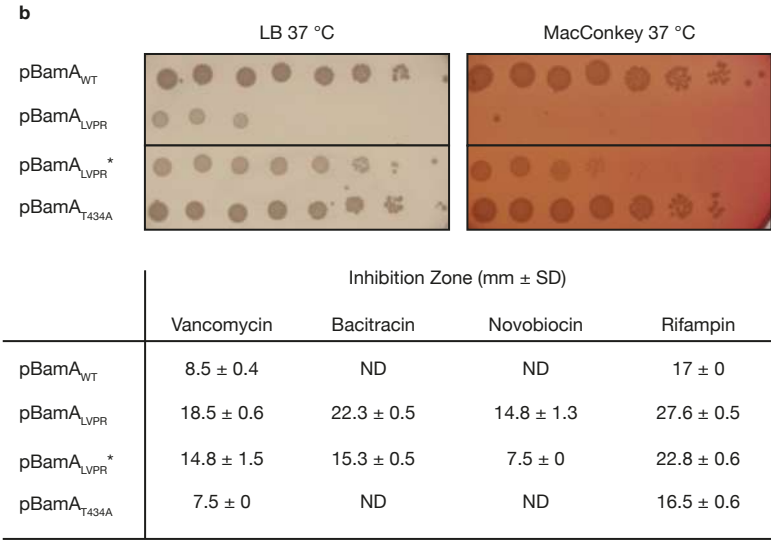 b
LB 37 °C MacConkey 37 °C
pBamA_WT
pBamA_LVPR
pBamA_LVPR*
pBamA_T434A
Inhibition Zone (mm ± SD)
Vancomycin Bacitracin Novobiocin Rifampin
pBamA_WT 8.5 ± 0.4 ND ND 17 ± 0
pBamA_LVPR 18.5 ± 0.6 22.3 ± 0.5 14.8 ± 1.3 27.6 ± 0.5
pBamA_LVPR* 14.8 ± 1.5 15.3 ± 0.5 7.5 ± 0 22.8 ± 0.6
pBamA_T434A 7.5 ± 0 ND ND 16.5 ± 0.6